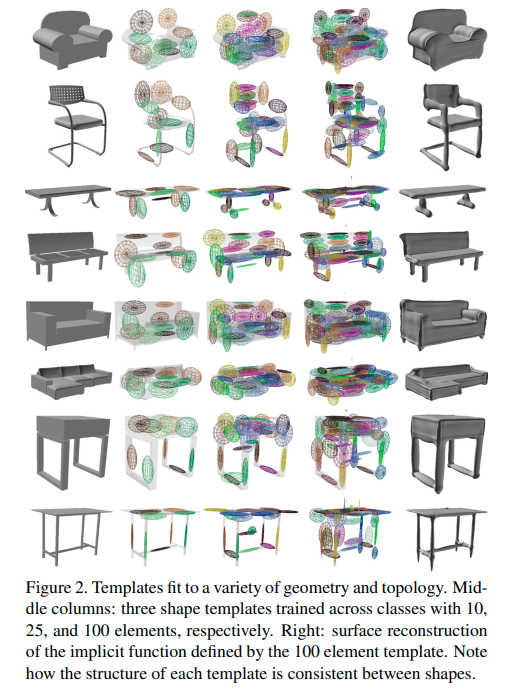 Figure 2. Templates fit to a variety of geometry and topology. Mid-
dle columns: three shape templates trained across classes with 10,
25, and 100 elements, respectively. Right: surface reconstruction
of the implicit function defined by the 100 element template. Note
how the structure of each template is consistent between shapes.